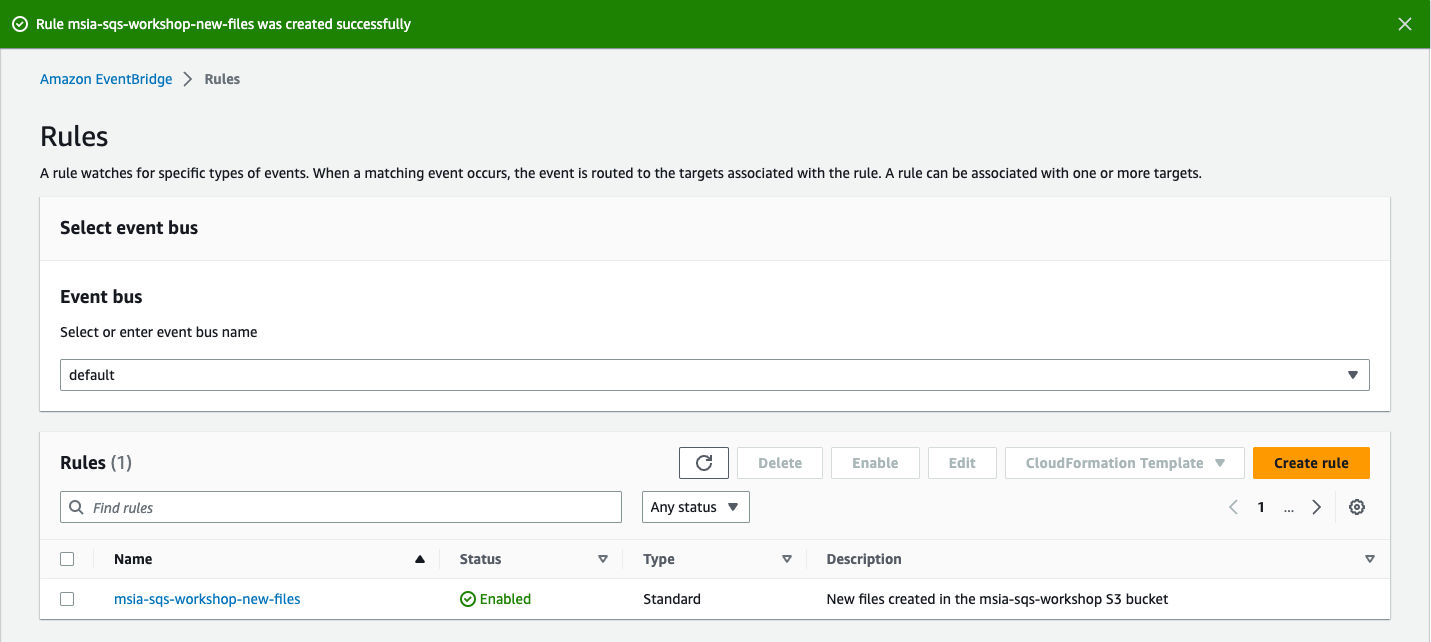 Rule msia-sqs-workshop-new-files was created successfully
Amazon EventBridge Rules
Rules
A rule watches for specific types of events. When a matching event occurs, the event is routed to the targets associated with the rule. A rule can be associated with one or more targets.
Select event bus
Event bus
Select or enter event bus name
default
Rules (1) Delete Enable Edit CloudFormation Template Create rule
Find rules Any status 1 ...
Name Status Type Description
msia-sqs-workshop-new-files Enabled Standard New files created in the msia-sqs-workshop S3 bucket